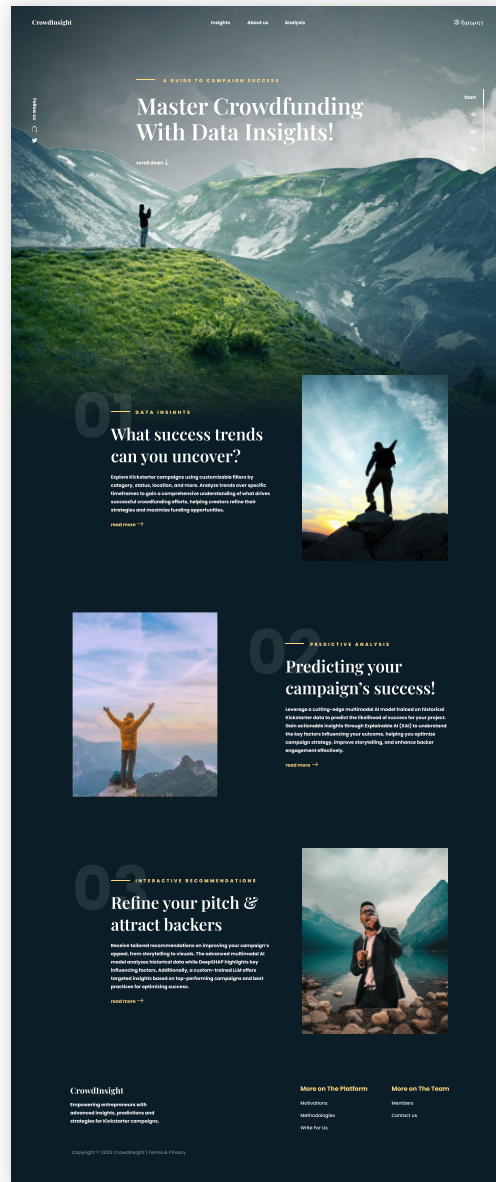 CrowdInsight
Insights About us Analysis
fyp24073
A GUIDE TO CAMPAIGN SUCCESS
Master Crowdfunding
With Data Insights!
scroll down
Follow us
Start
01
02
03
01
DATA INSIGHTS
What success trends
can you uncover?
Explore Kickstarter campaigns using customizable filters by
category, status, location, and more. Analyze trends over specific
timeframes to gain a comprehensive understanding of what drives
successful crowdfunding efforts, helping creators refine their
strategies and maximize funding opportunities.
read more
02
PREDICTIVE ANALYSIS
Predicting your
campaign's success!
Leverage a cutting-edge multimodal AI model trained on historical
Kickstarter data to predict the likelihood of success for your project.
Gain actionable insights through Explainable AI (XAI) to understand
the key factors influencing your outcome, helping you optimize
campaign strategy, improve storytelling, and enhance backer
engagement effectively.
read more
03
INTERACTIVE RECOMMENDATIONS
Refine your pitch &
attract backers
Receive tailored recommendations on improving your campaign's
appeal, from storytelling to visuals. The advanced multimodal AI
model analyzes historical data while DeepSHAP highlights key
influencing factors. Additionally, a custom-trained LLM offers
targeted insights based on top-performing campaigns and best
practices for optimizing success.
read more
CrowdInsight
Empowering entrepreneurs with
advanced insights, predictions and
strategies for Kickstarter campaigns.
More on The Platform
Motivations
Methodologies
Write For Us
More on The Team
Members
Contact us
Copyright © 2025 CrowdInsight | Terms & Privacy